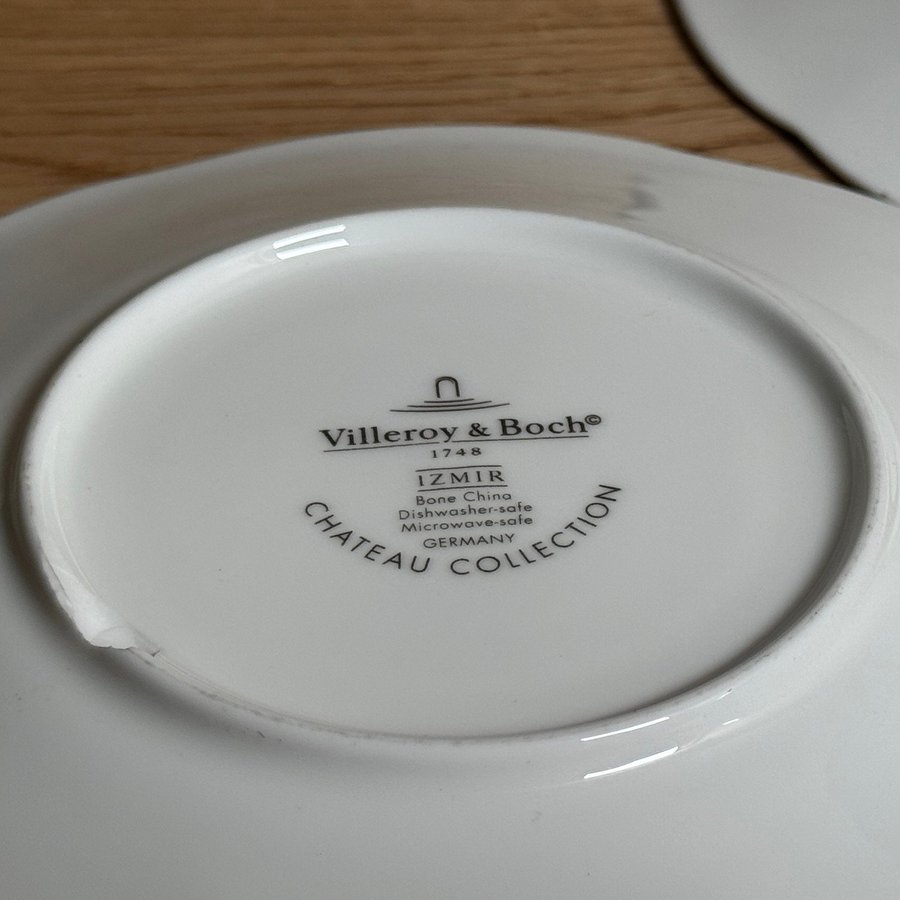 Villeroy & Boch©
1748
IZMIR
Bone China
Dishwasher-safe
Microwave-safe
GERMANY
CHATEAU COLLECTION